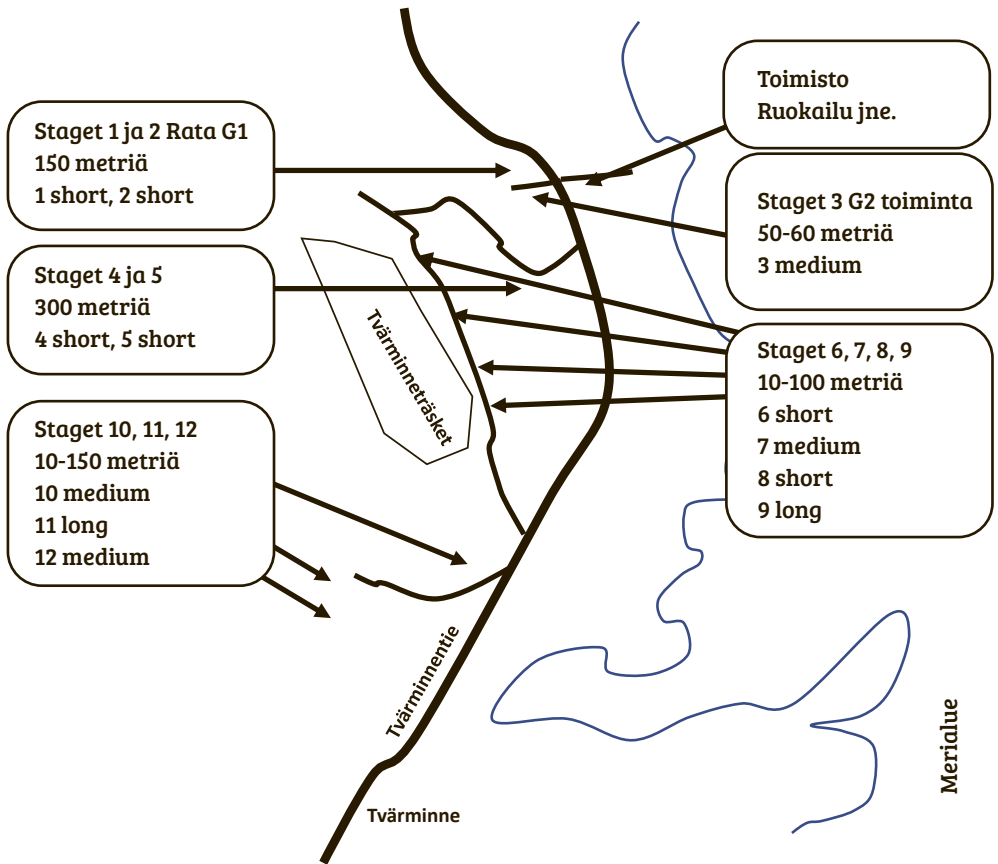 Toimisto
Ruokailu jne.
Staget 1 ja 2 Rata G1
150 metriä
1 short, 2 short
Staget 3 G2 toiminta
50-60 metriä
3 medium
Staget 4 ja 5
300 metriä
4 short, 5 short
Tvärminneträsket
Staget 6, 7, 8, 9
10-100 metriä
6 short
7 medium
8 short
9 long
Staget 10, 11, 12
10-150 metriä
10 medium
11 long
12 medium
Tvärminnentie
Merialue
Tvärminne